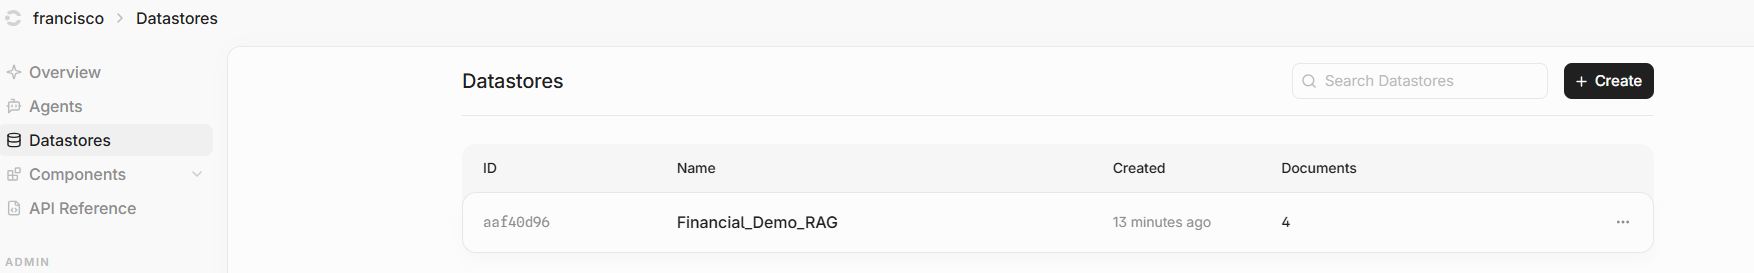 francisco > Datastores
Overview
Agents
Datastores
Components
API Reference
ADMIN
Datastores
Search Datastores
+ Create
ID Name Created Documents
aaf40d96 Financial_Demo_RAG 13 minutes ago 4